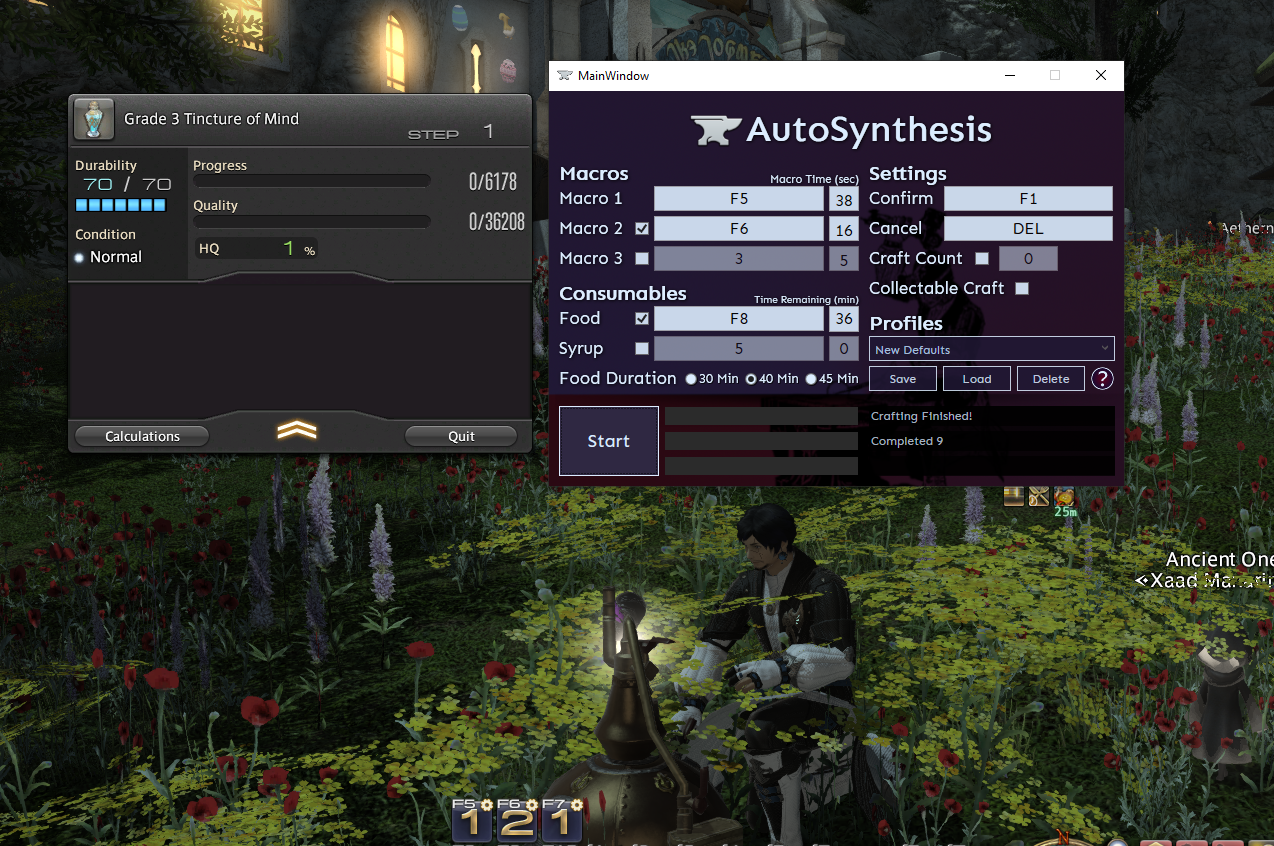 Grade 3 Tincture of Mind
STEP 1
Durability
70 / 70
Progress
0/6178
Quality
0/36208
Condition
Normal
HQ 1 %
Calculations
Quit
MainWindow
AutoSynthesis
Macros
Macro Time (sec)
Macro 1 F5 38
Macro 2 F6 16
Macro 3 3 5
Consumables
Time Remaining (min)
Food F8 36
Syrup 5 0
Food Duration 30 Min 40 Min 45 Min
Settings
Confirm F1
Cancel DEL
Craft Count 0
Collectable Craft
Profiles
New Defaults
Save Load Delete ?
Start
Crafting Finished!
Completed 9
25m
Ancient One
F5 F6 F7
1 2 1
N